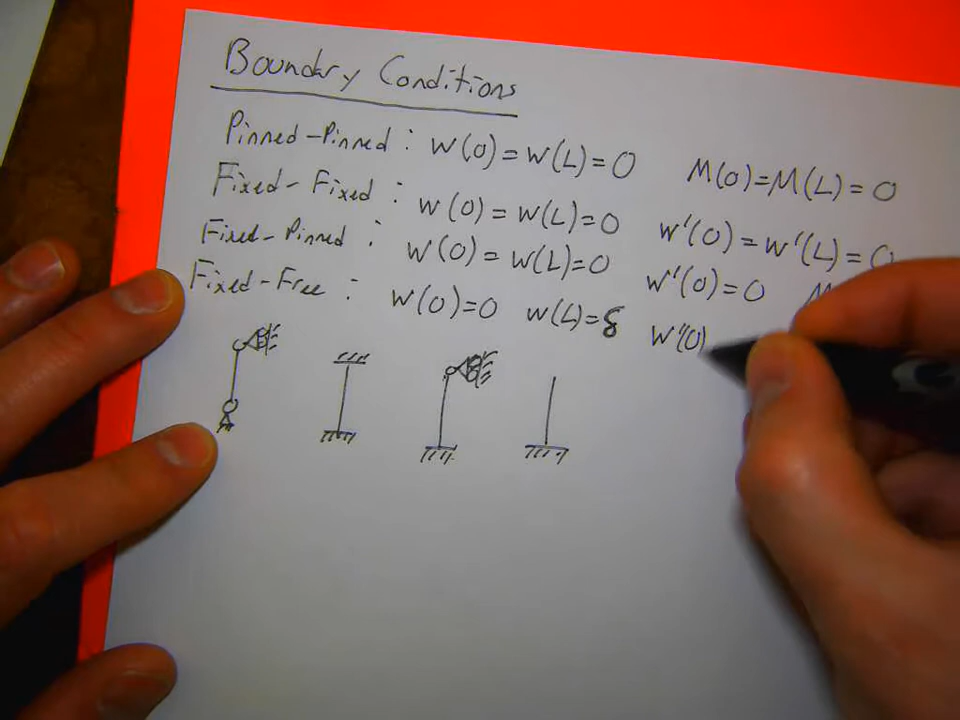 Boundary Conditions
Pinned-Pinned : W(0)=W(L)=0 M(0)=M(L)=0
Fixed-Fixed : W(0)=W(L)=0 W'(0)=W'(L)=0
Fixed-Pinned : W(0)=W(L)=0 W'(0)=0 M
Fixed-Free : W(0)=0 W(L)=δ W'(0)